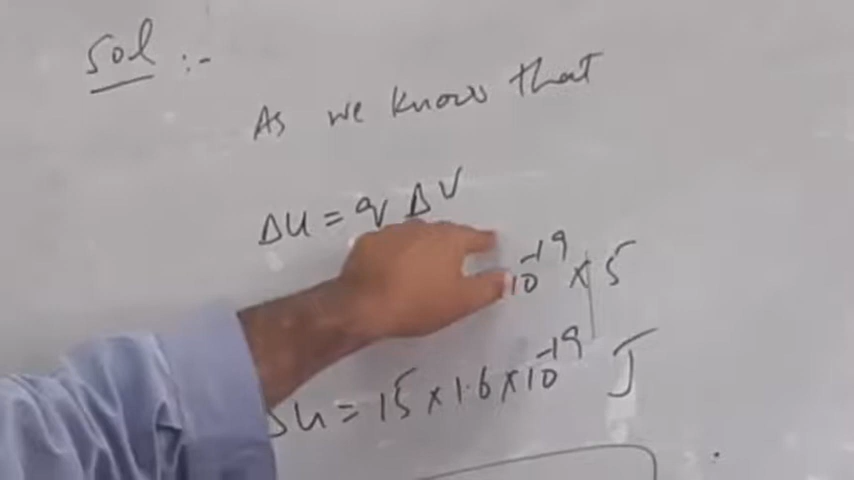 Sol :-
As we know that
ΔU = q ΔV
10⁻¹⁹ × 5
ΔU = 15 × 1.6 × 10⁻¹⁹ J